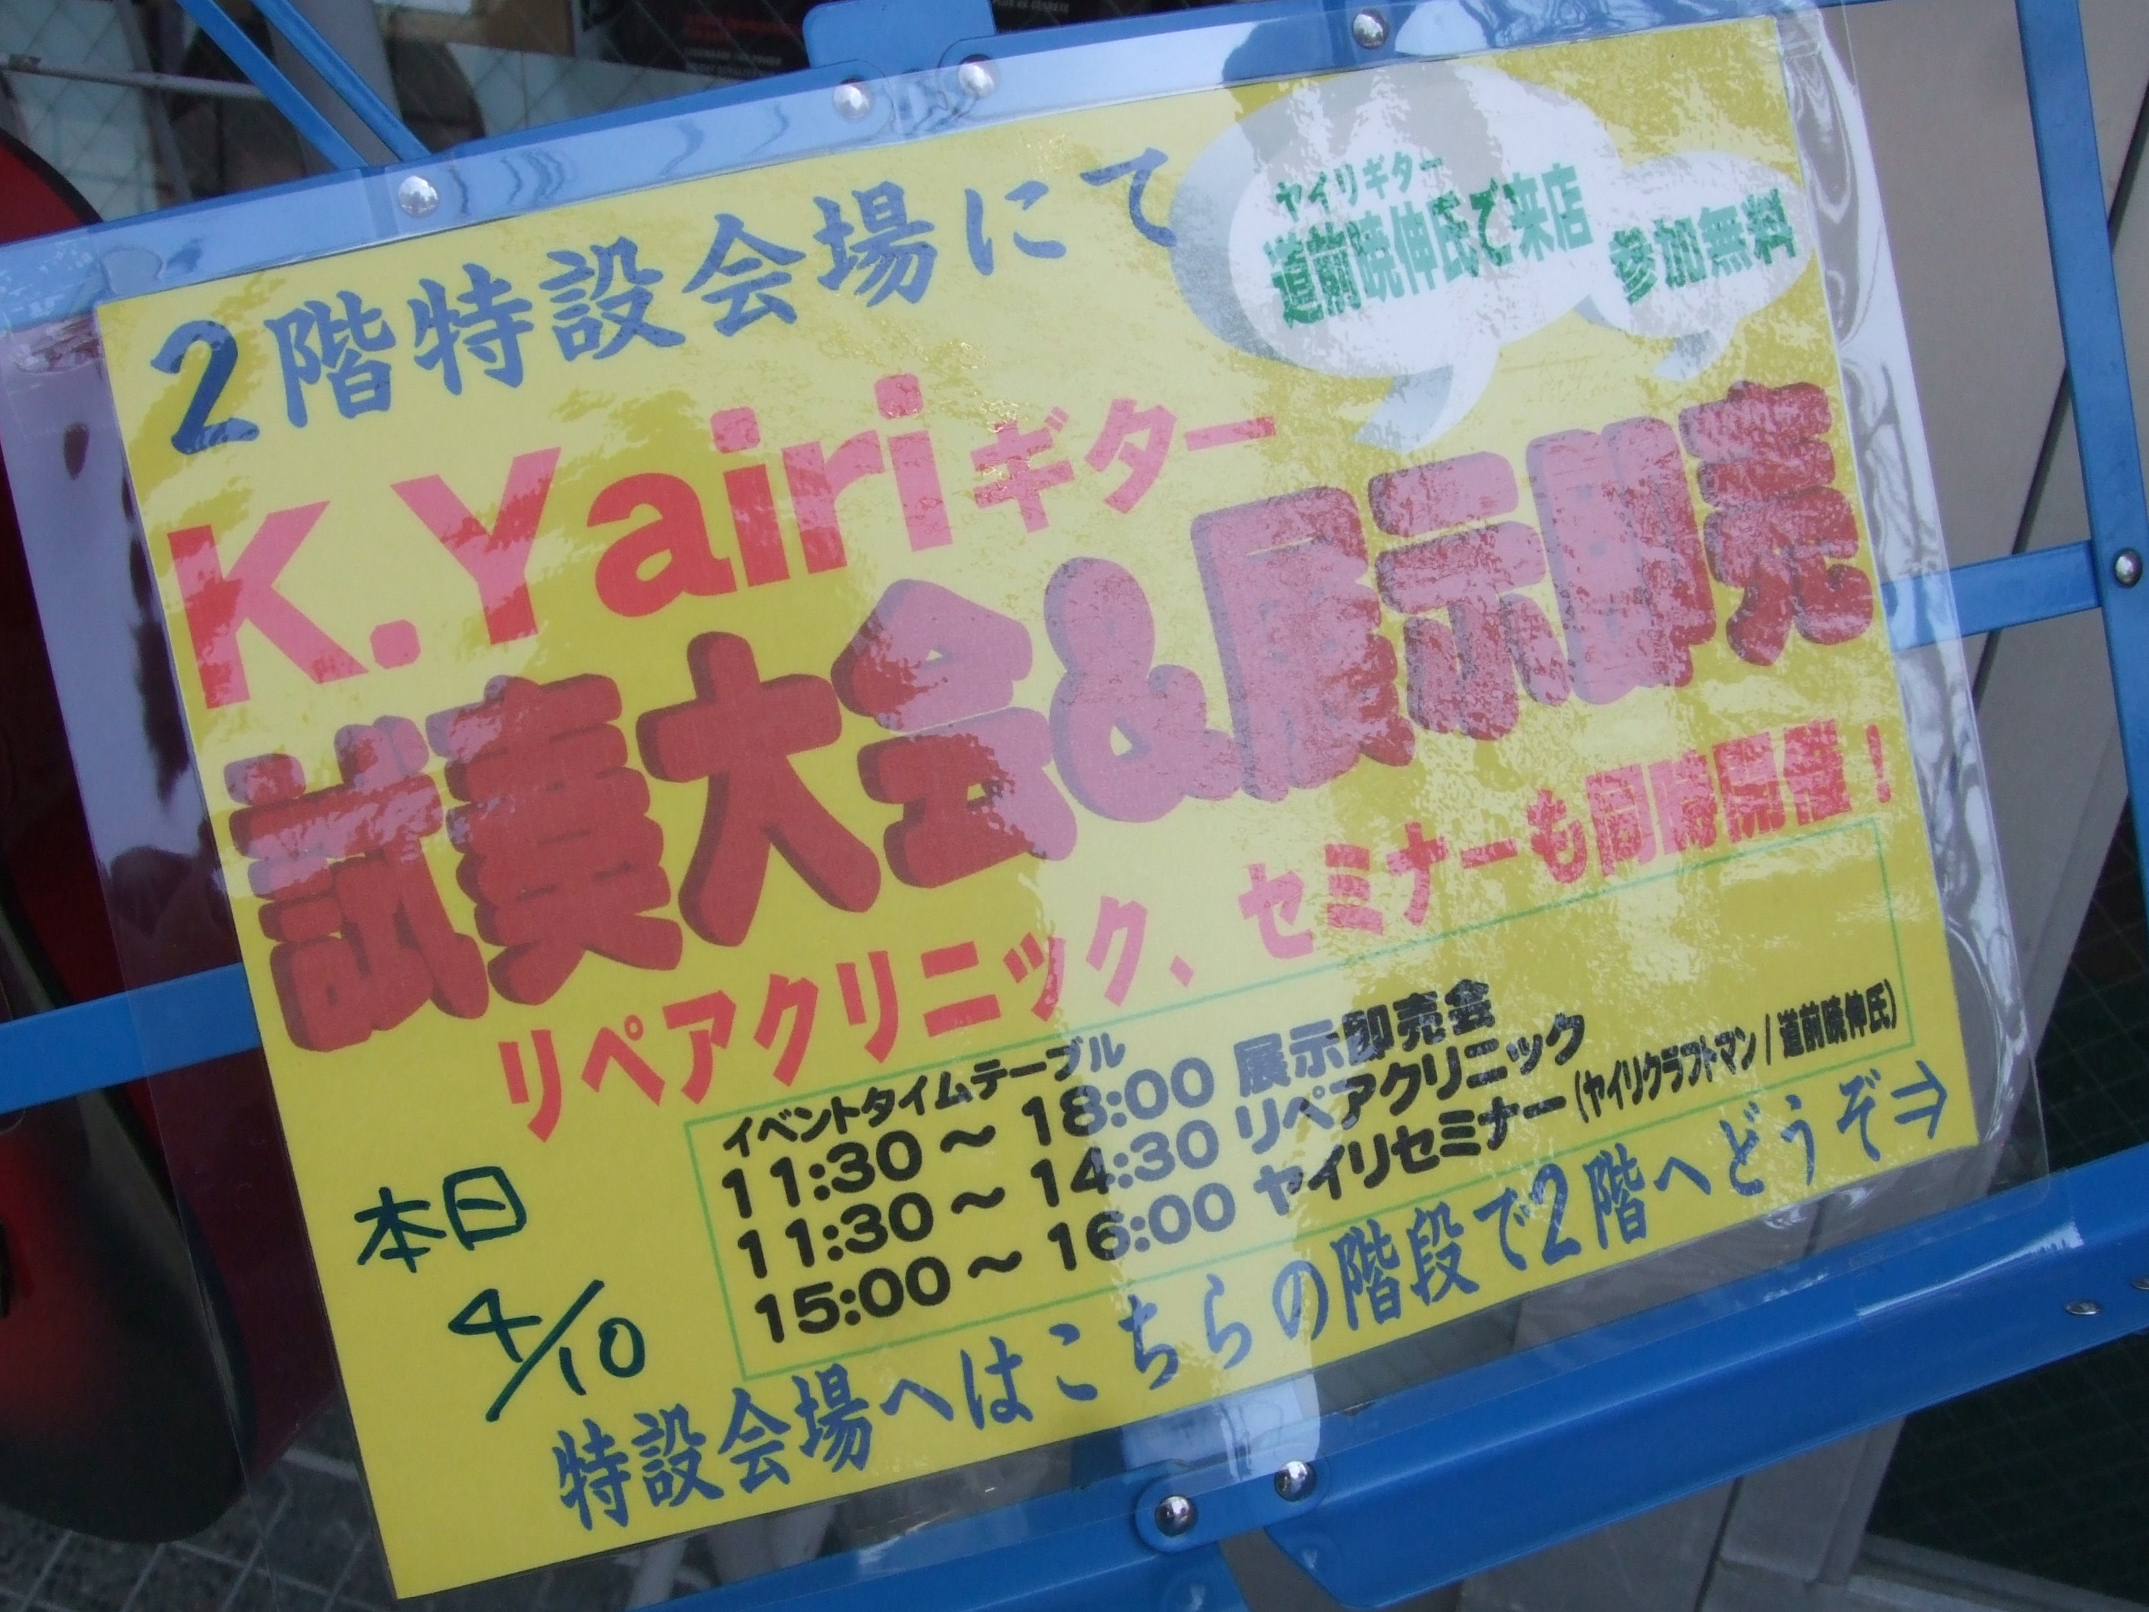 2階特設会場にて
ヤイリギター
道前暁伸氏ご来店
参加無料
K.Yairiギター
試奏大会&展示即売
リペアクリニック、セミナーも同時開催!
イベントタイムテーブル
11:30～18:00 展示即売会
11:30～14:30 リペアクリニック
15:00～16:00 ヤイリセミナー(ヤイリクラフトマン/道前暁伸氏)
本日
4/10
特設会場へはこちらの階段で2階へどうぞ⇒